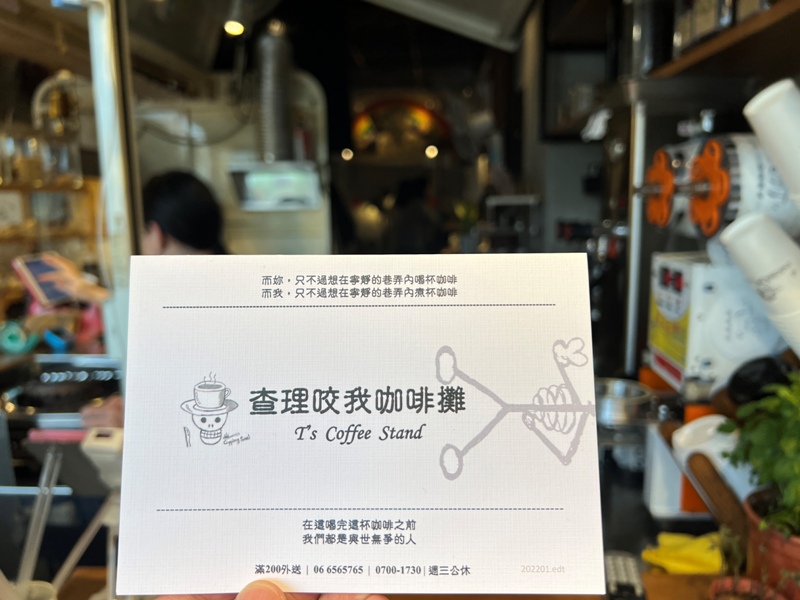 而妳，只不過想在寧靜的巷弄內喝杯咖啡
而我，只不過想在寧靜的巷弄內煮杯咖啡
查理咬我咖啡攤
T's Coffee Stand
在這喝完這杯咖啡之前
我們都是與世無爭的人
滿200外送 | 06 6565765 | 0700-1730 | 週三公休
202201.edt